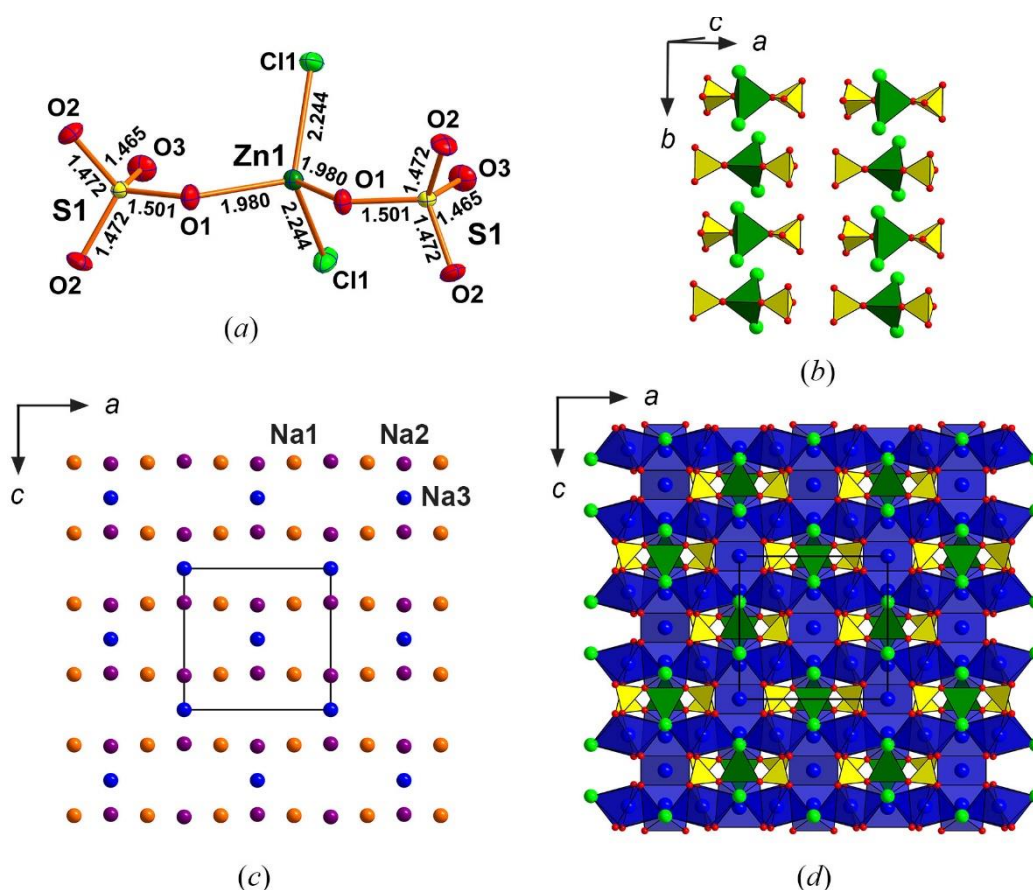 Cl1
O2
1.465
O3
1.472
2.244
Zn1
1.980
O1
O2
1.472
O3
1.465
S1
1.501
O1
1.980
1.501
S1
1.472
O2
2.244
Cl1
1.472
O2
(a)
c
a
b
(b)
a
c
Na1
Na2
Na3
(c)
a
c
(d)